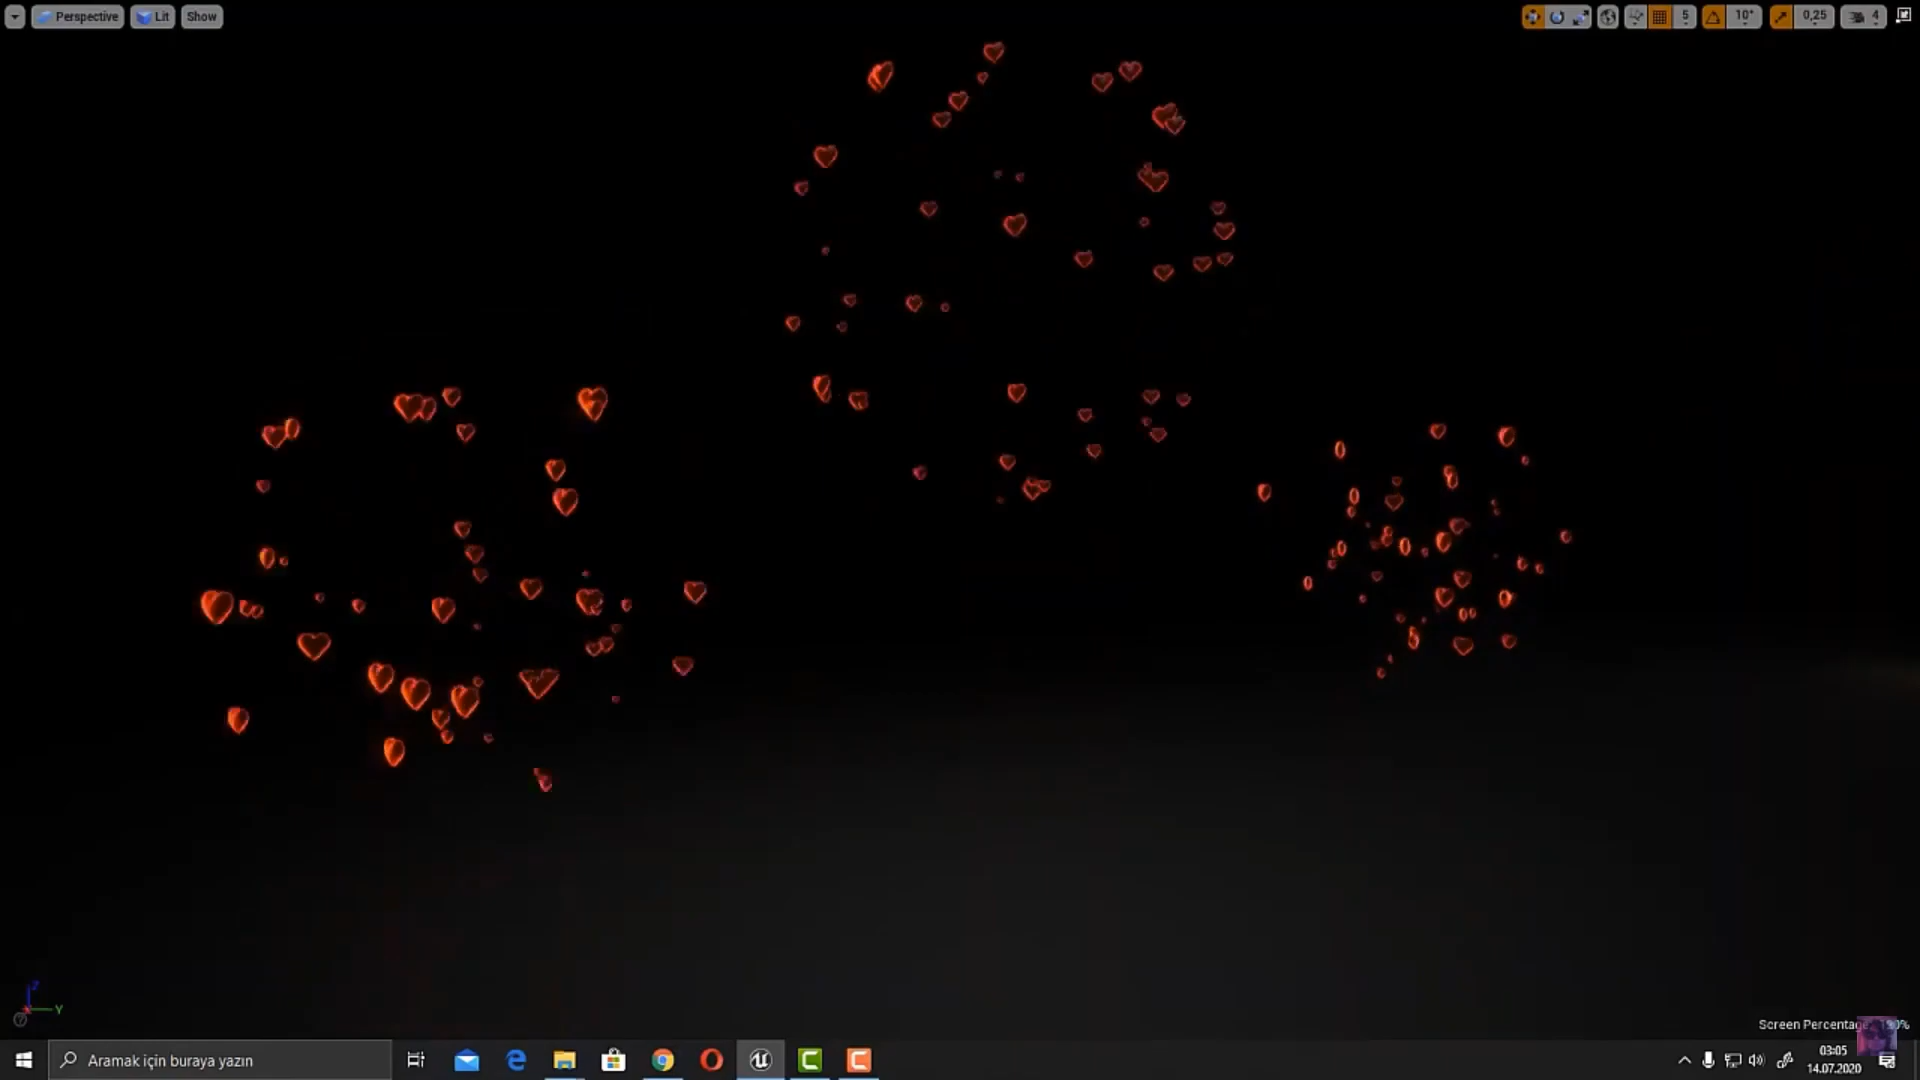 Perspective Lit Show 5 10° 0,25 4
Z
Y
Screen Percentage
Aramak için buraya yazın
03:05
14.07.2020